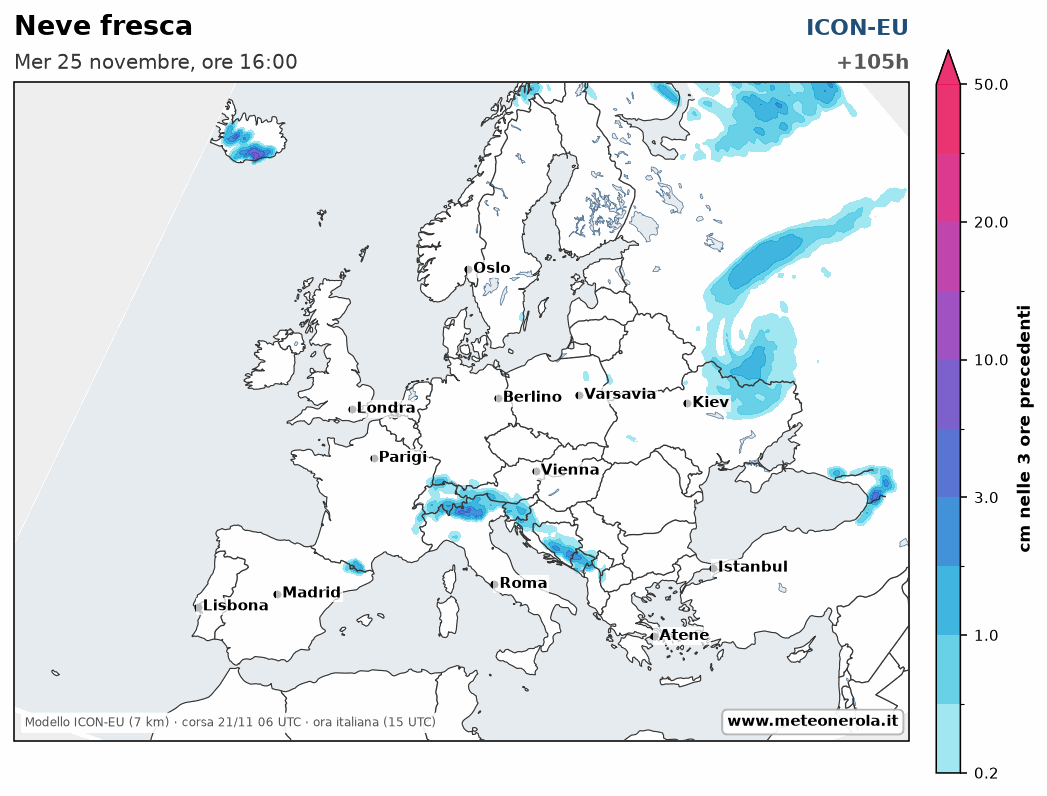 Neve fresca
ICON-EU
Mer 25 novembre, ore 16:00
+105h
50.0
20.0
10.0
3.0
1.0
0.2
cm nelle 3 ore precedenti
Oslo
Berlino
Varsavia
Kiev
Londra
Parigi
Vienna
Istanbul
Roma
Madrid
Lisbona
Atene
Modello ICON-EU (7 km) · corsa 21/11 06 UTC · ora italiana (15 UTC)
www.meteonerola.it